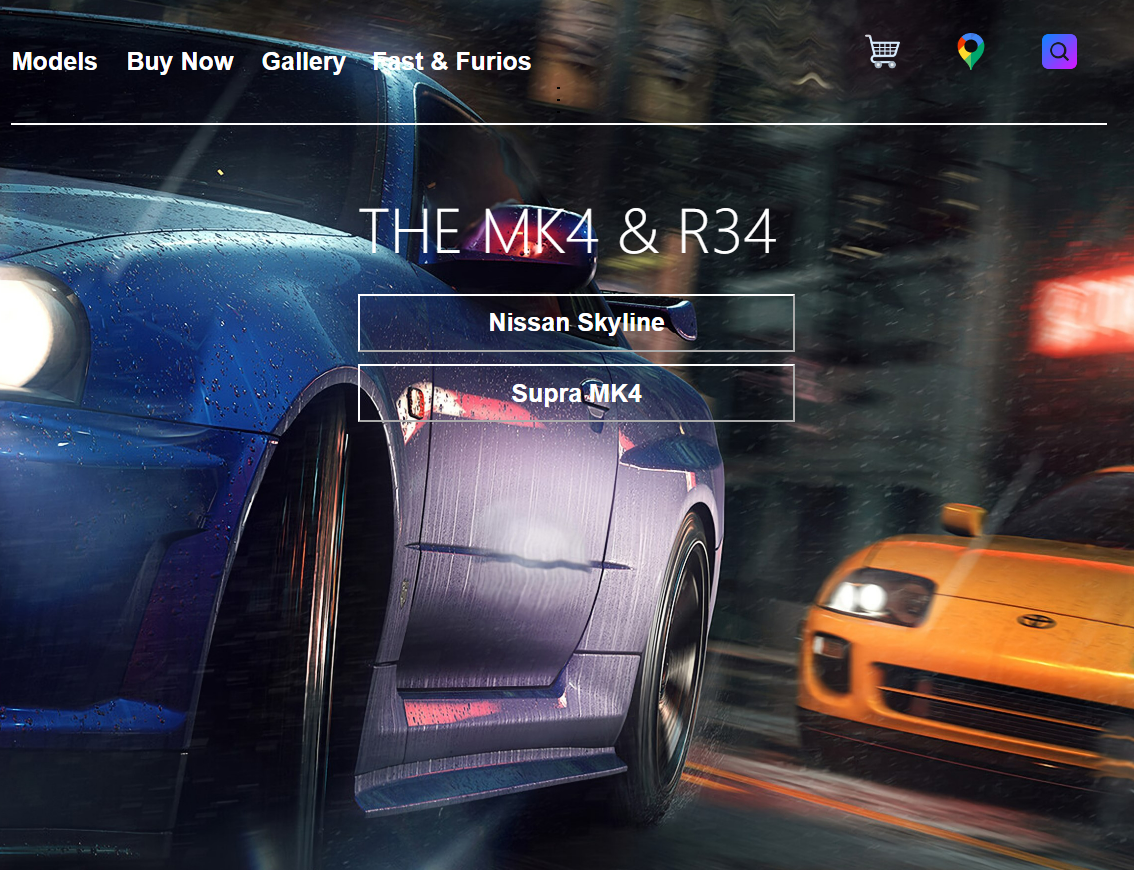 Models Buy Now Gallery Fast & Furios
THE MK4 & R34
Nissan Skyline
Supra MK4